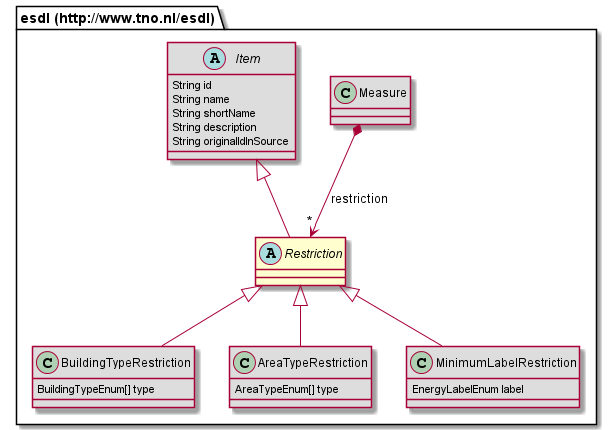 esdl (http://www.tno.nl/esdl)
A Item
String id
String name
String shortName
String description
String originalIdInSource
C Measure
restriction
*
A Restriction
C BuildingTypeRestriction
BuildingTypeEnum[] type
C AreaTypeRestriction
AreaTypeEnum[] type
C MinimumLabelRestriction
EnergyLabelEnum label